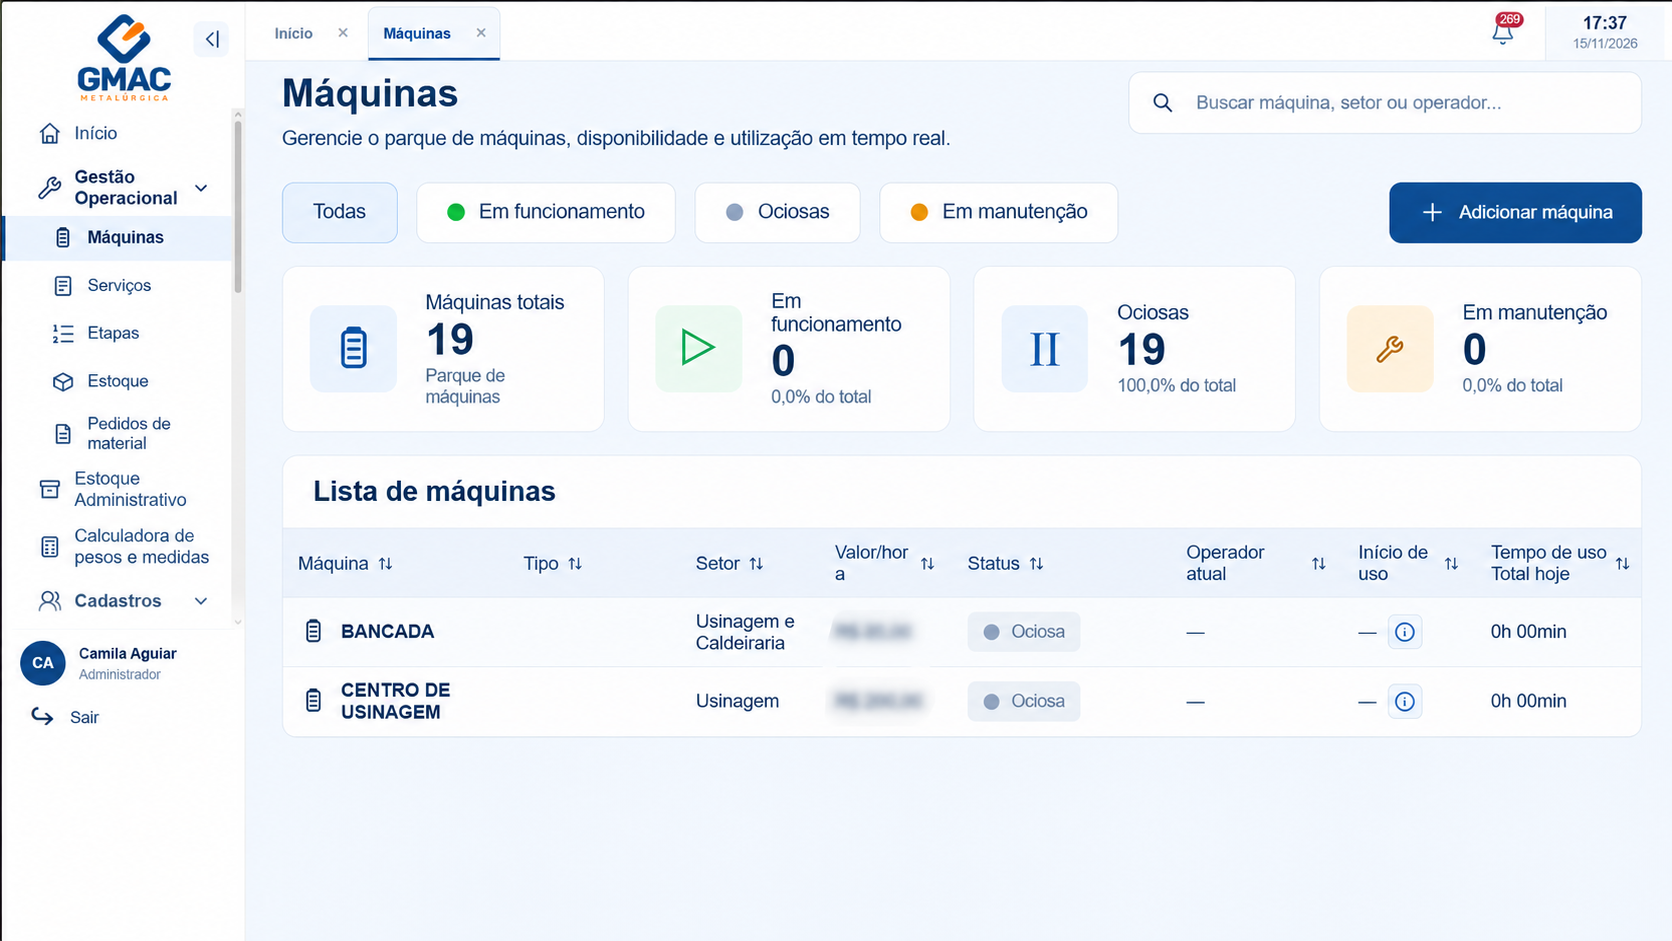 GMAC
METALÚRGICA
Início
Gestão
Operacional
Máquinas
Serviços
Etapas
Estoque
Pedidos de
material
Estoque
Administrativo
Calculadora de
pesos e medidas
Cadastros
CA
Camila Aguiar
Administrador
Sair
Início
Máquinas
269
17:37
15/11/2026
Máquinas
Gerencie o parque de máquinas, disponibilidade e utilização em tempo real.
Buscar máquina, setor ou operador...
Todas
Em funcionamento
Ociosas
Em manutenção
Adicionar máquina
Máquinas totais
19
Parque de
máquinas
Em
funcionamento
0
0,0% do total
Ociosas
19
100,0% do total
Em manutenção
0
0,0% do total
Lista de máquinas
Máquina
Tipo
Setor
Valor/hor
a
Status
Operador
atual
Início de
uso
Tempo de uso
Total hoje
BANCADA
Usinagem e
Caldeiraria
Ociosa
—
—
0h 00min
CENTRO DE
USINAGEM
Usinagem
Ociosa
—
—
0h 00min